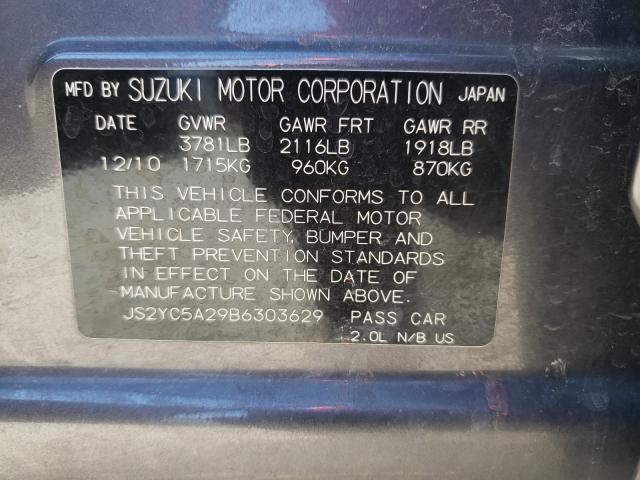 MFD BY SUZUKI MOTOR CORPORATION JAPAN
DATE GVWR GAWR FRT GAWR RR
3781LB 2116LB 1918LB
12/10 1715KG 960KG 870KG
THIS VEHICLE CONFORMS TO ALL
APPLICABLE FEDERAL MOTOR
VEHICLE SAFETY, BUMPER AND
THEFT PREVENTION STANDARDS
IN EFFECT ON THE DATE OF
MANUFACTURE SHOWN ABOVE.
JS2YC5A29B6303629 PASS CAR
2.0L N/B US